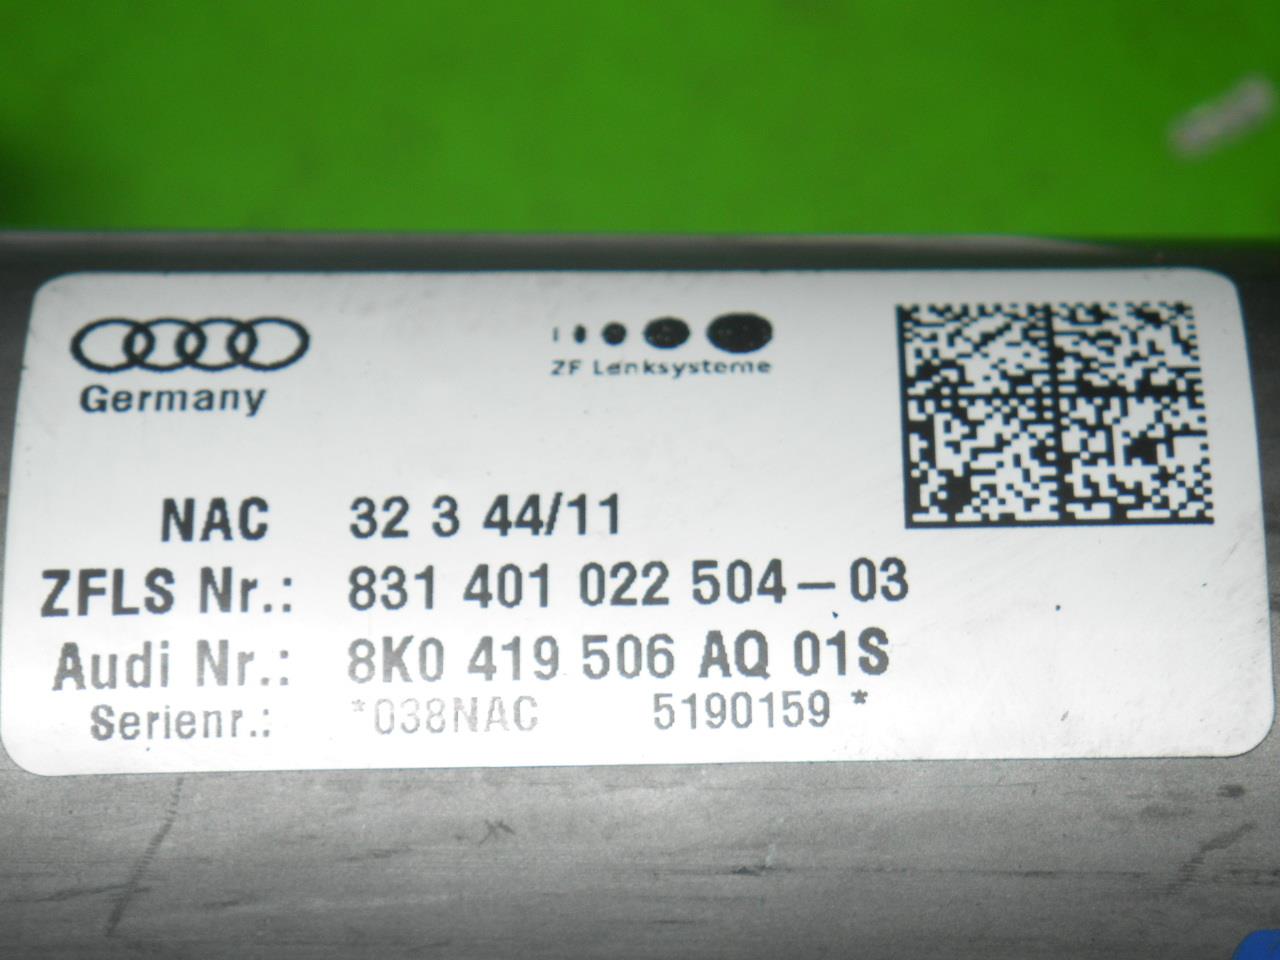 Germany
ZF Lenksysteme
NAC 32 3 44/11
ZFLS Nr.: 831 401 022 504-03
Audi Nr.: 8K0 419 506 AQ 01S
Serienr.: *038NAC 5190159 *